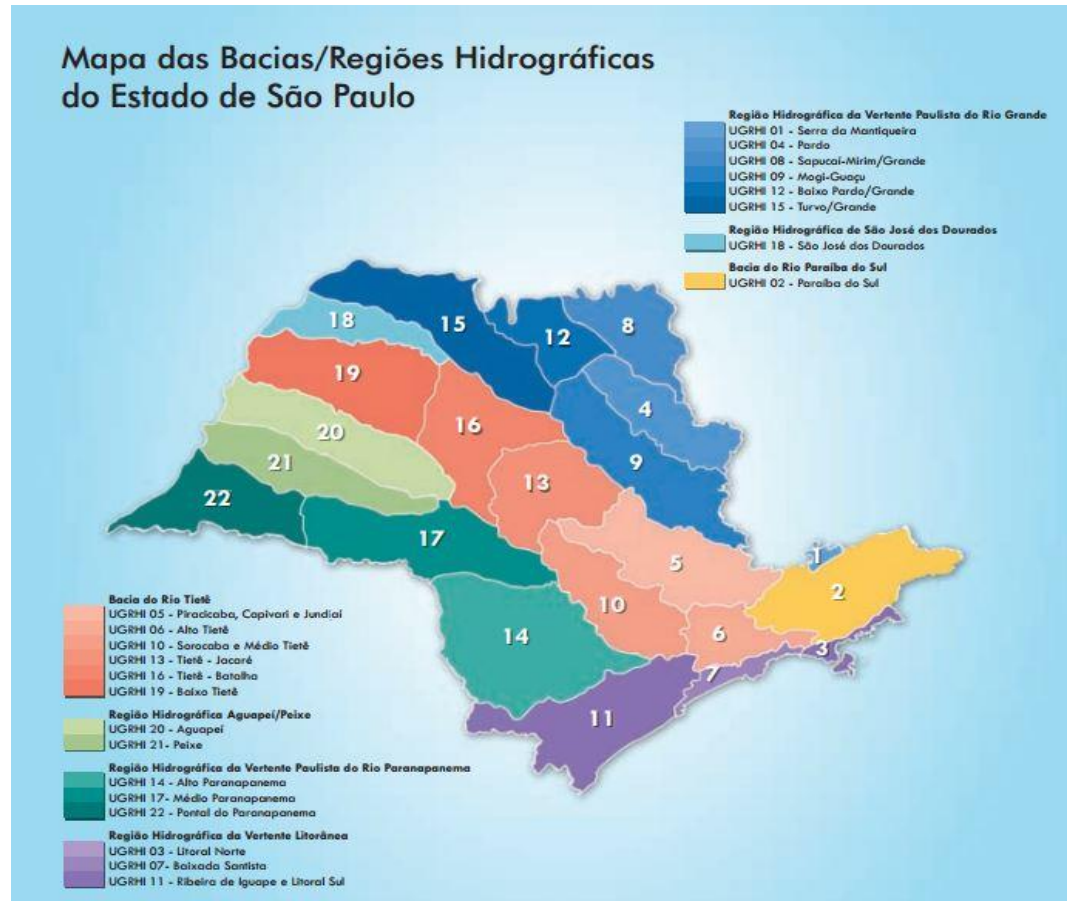 Mapa das Bacias/Regiões Hidrográficas
do Estado de São Paulo
Região Hidrográfica da Vertente Paulista do Rio Grande
UGRHI 01 - Serra da Mantiqueira
UGRHI 04 - Pardo
UGRHI 08 - Sapucaí-Mirim/Grande
UGRHI 09 - Mogi-Guaçu
UGRHI 12 - Baixo Pardo/Grande
UGRHI 15 - Turvo/Grande
Região Hidrográfica de São José dos Dourados
UGRHI 18 - São José dos Dourados
Bacia do Rio Paraíba do Sul
UGRHI 02 - Paraíba do Sul
18
15
12
8
19
4
16
20
9
21
13
22
17
5
1
2
10
14
6
3
7
11
Bacia do Rio Tietê
UGRHI 05 - Piracicaba, Capivari e Jundiaí
UGRHI 06 - Alto Tietê
UGRHI 10 - Sorocaba e Médio Tietê
UGRHI 13 - Tietê - Jacaré
UGRHI 16 - Tietê - Batalha
UGRHI 19 - Baixo Tietê
Região Hidrográfica Aguapeí/Peixe
UGRHI 20 - Aguapeí
UGRHI 21- Peixe
Região Hidrográfica da Vertente Paulista do Rio Paranapanema
UGRHI 14 - Alto Paranapanema
UGRHI 17- Médio Paranapanema
UGRHI 22 - Pontal do Paranapanema
Região Hidrográfica da Vertente Litorânea
UGRHI 03 - Litoral Norte
UGRHI 07- Baixada Santista
UGRHI 11 - Ribeira de Iguape e Litoral Sul